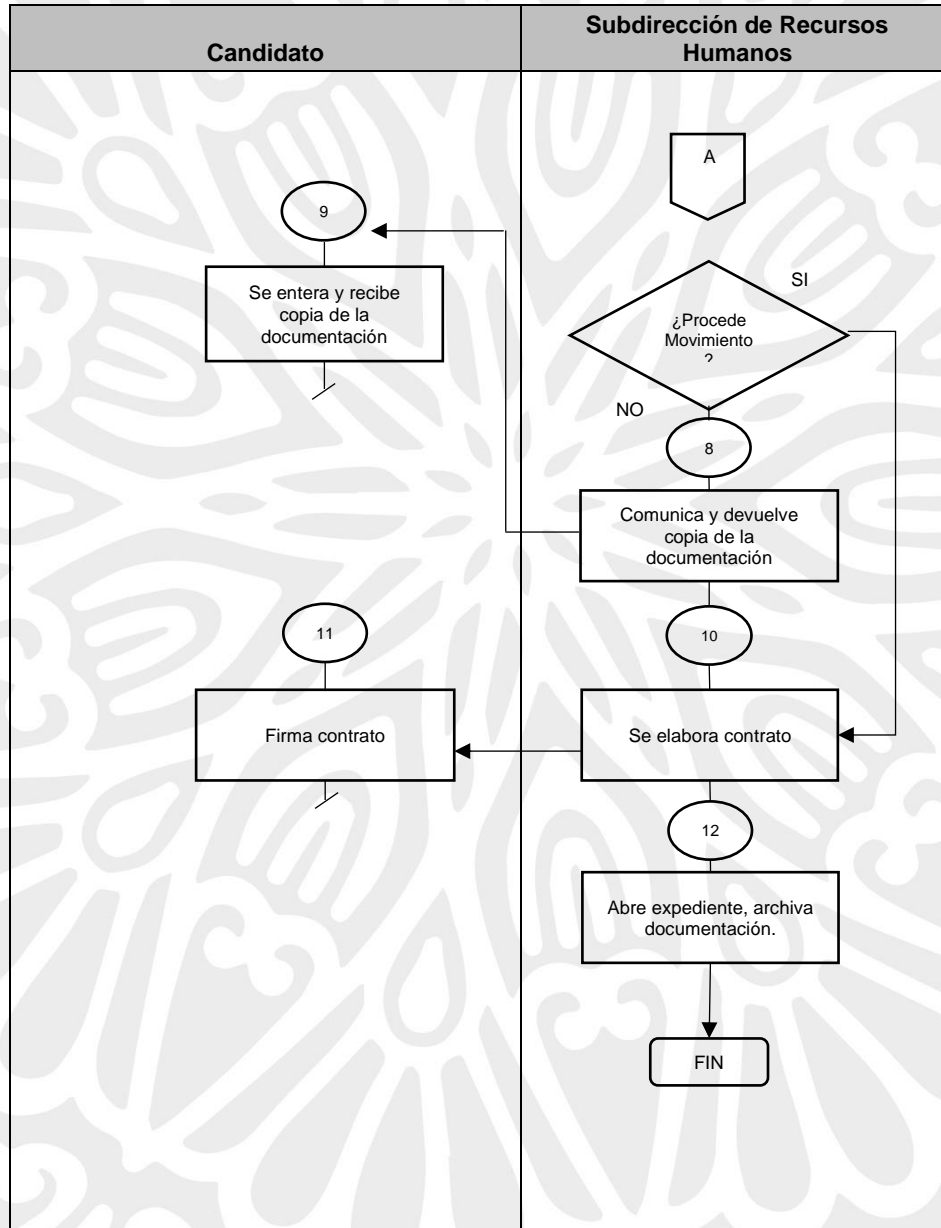 Candidato
Subdirección de Recursos
Humanos
A
9
SI
Se entera y recibe
copia de la
documentación
¿Procede
Movimiento
?
NO
8
Comunica y devuelve
copia de la
documentación
11
10
Firma contrato
Se elabora contrato
12
Abre expediente, archiva
documentación.
FIN